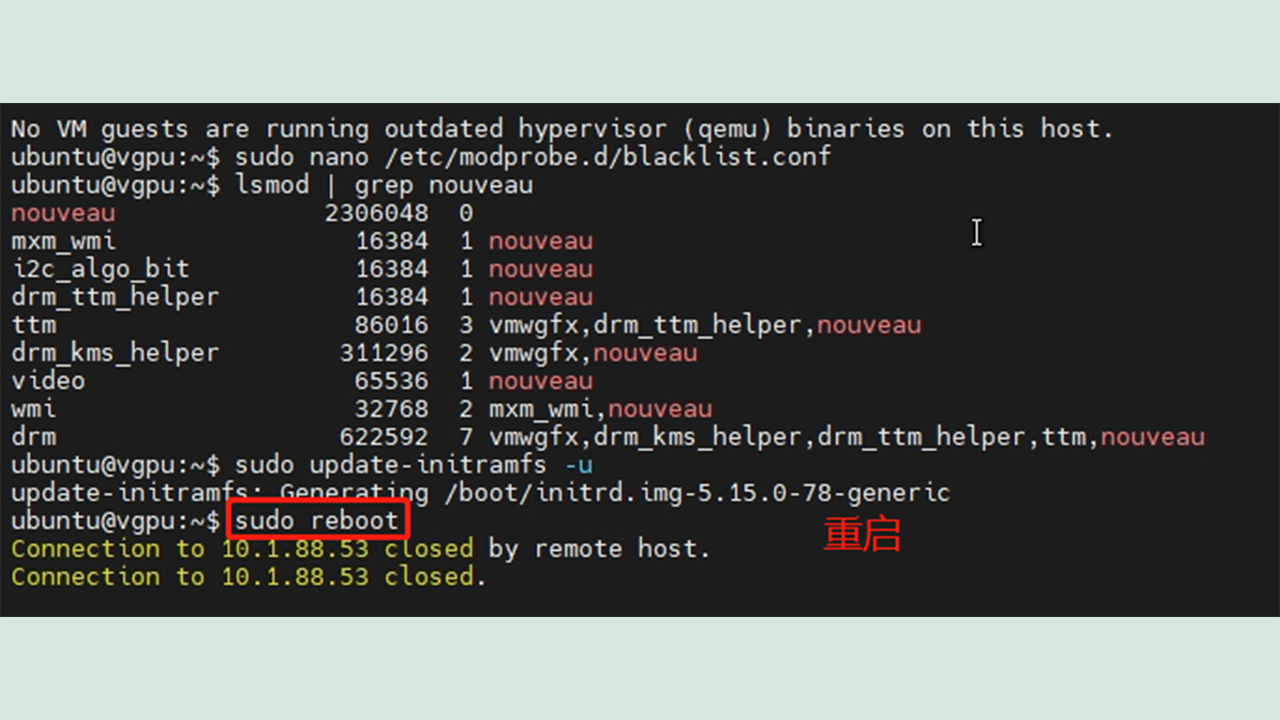 No VM guests are running outdated hypervisor (qemu) binaries on this host.
ubuntu@vgpu:~$ sudo nano /etc/modprobe.d/blacklist.conf
ubuntu@vgpu:~$ lsmod | grep nouveau
nouveau 2306048 0
mxm_wmi 16384 1 nouveau
i2c_algo_bit 16384 1 nouveau
drm_ttm_helper 16384 1 nouveau
ttm 86016 3 vmwgfx,drm_ttm_helper,nouveau
drm_kms_helper 311296 2 vmwgfx,nouveau
video 65536 1 nouveau
wmi 32768 2 mxm_wmi,nouveau
drm 622592 7 vmwgfx,drm_kms_helper,drm_ttm_helper,ttm,nouveau
ubuntu@vgpu:~$ sudo update-initramfs -u
update-initramfs: Generating /boot/initrd.img-5.15.0-78-generic
ubuntu@vgpu:~$ sudo reboot
重启
Connection to 10.1.88.53 closed by remote host.
Connection to 10.1.88.53 closed.